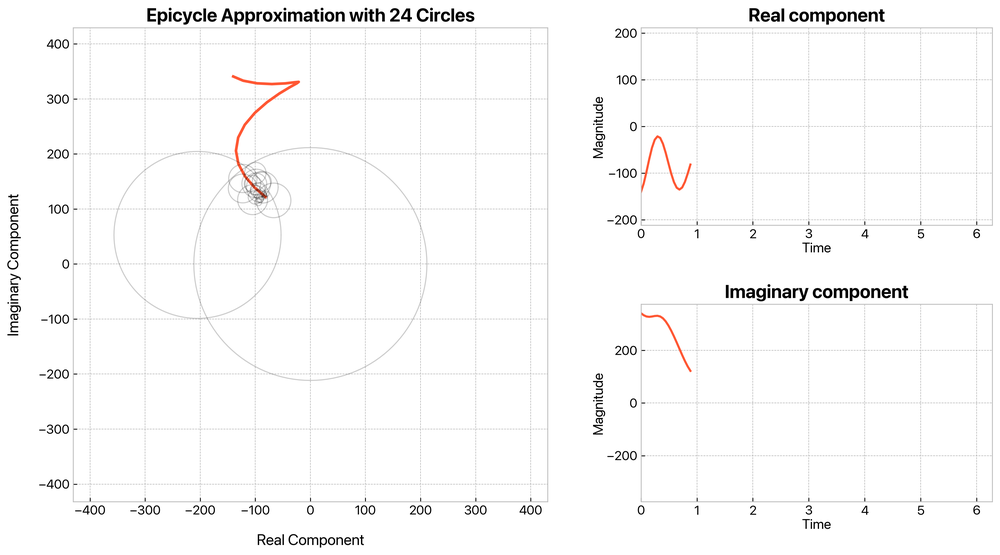 Epicycle Approximation with 24 Circles
Imaginary Component
400
300
200
100
0
−100
−200
−300
−400
−400 −300 −200 −100 0 100 200 300 400
Real Component
Real component
Magnitude
200
100
0
−100
−200
0 1 2 3 4 5 6
Time
Imaginary component
Magnitude
200
0
−200
0 1 2 3 4 5 6
Time